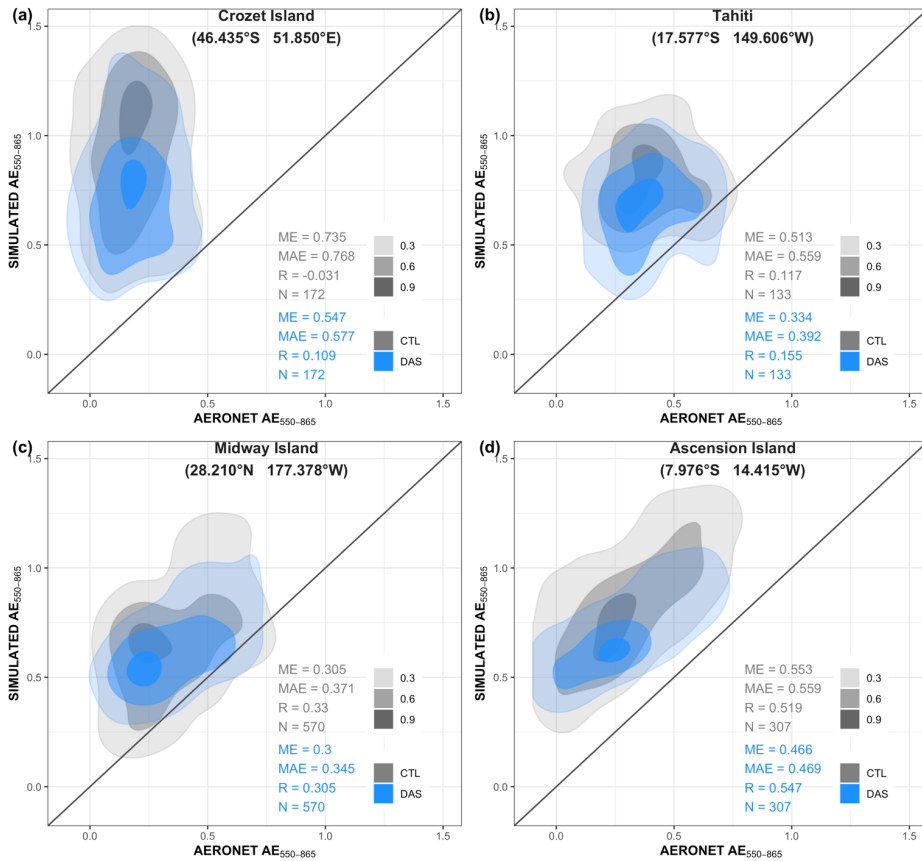 (a)
Crozet Island
(46.435°S 51.850°E)
1.5
1.0
0.5
0.0
SIMULATED AE550−865
ME = 0.735
MAE = 0.768
R = -0.031
N = 172
ME = 0.547
MAE = 0.577
R = 0.109
N = 172
0.3
0.6
0.9
CTL
DAS
0.0 0.5 1.0 1.5
AERONET AE550−865
(b)
Tahiti
(17.577°S 149.606°W)
1.5
1.0
0.5
0.0
SIMULATED AE550−865
ME = 0.513
MAE = 0.559
R = 0.117
N = 133
ME = 0.334
MAE = 0.392
R = 0.155
N = 133
0.3
0.6
0.9
CTL
DAS
0.0 0.5 1.0 1.5
AERONET AE550−865
(c)
Midway Island
(28.210°N 177.378°W)
1.5
1.0
0.5
0.0
SIMULATED AE550−865
ME = 0.305
MAE = 0.371
R = 0.33
N = 570
ME = 0.3
MAE = 0.345
R = 0.305
N = 570
0.3
0.6
0.9
CTL
DAS
0.0 0.5 1.0 1.5
AERONET AE550−865
(d)
Ascension Island
(7.976°S 14.415°W)
1.5
1.0
0.5
0.0
SIMULATED AE550−865
ME = 0.553
MAE = 0.559
R = 0.519
N = 307
ME = 0.466
MAE = 0.469
R = 0.547
N = 307
0.3
0.6
0.9
CTL
DAS
0.0 0.5 1.0 1.5
AERONET AE550−865